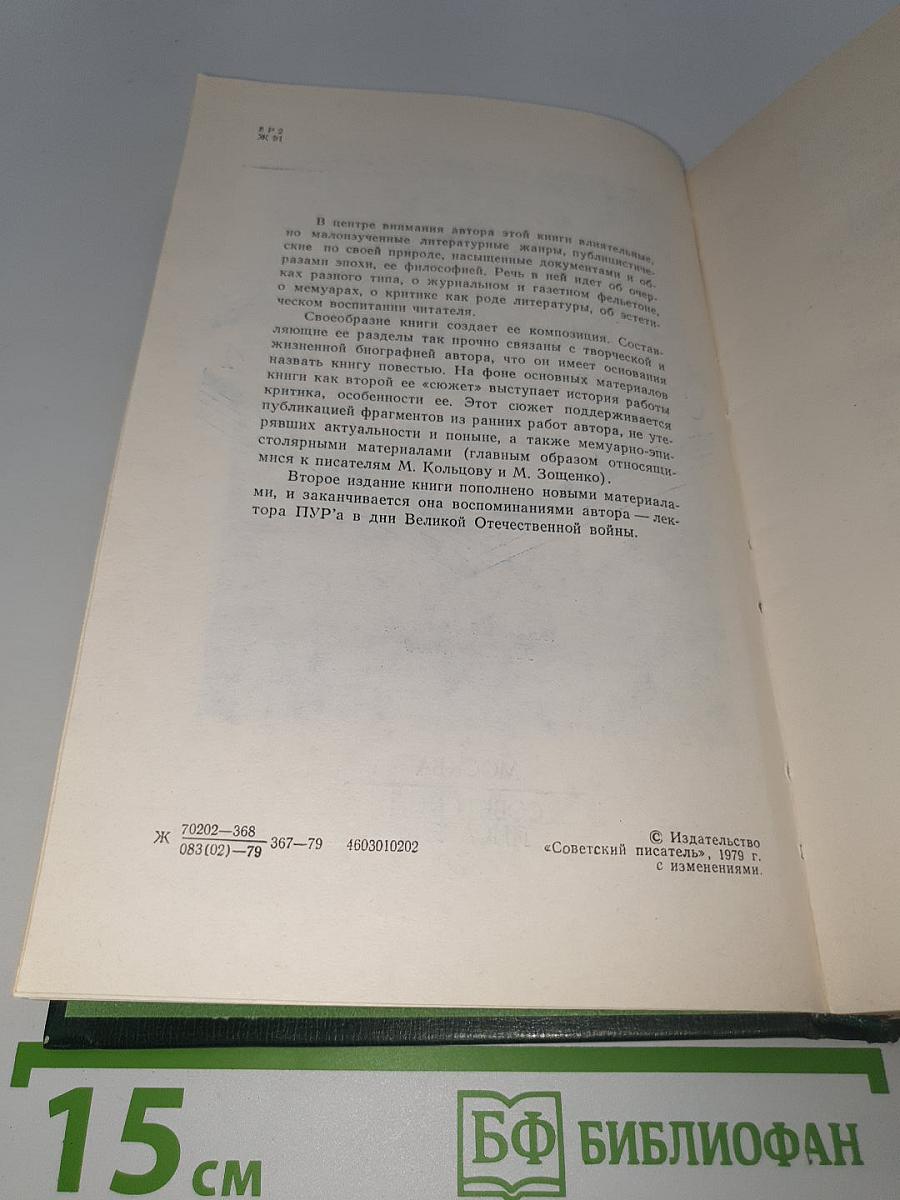 8 Р 2
Ж 91
В центре внимания автора этой книги влиятельные,
но малоизученные литературные жанры, публицистиче-
ские по своей природе, насыщенные документами и об-
разами эпохи, ее философией. Речь в ней идет об очер-
ках разного типа, о журнальном и газетном фельетоне,
о мемуарах, о критике как роде литературы, об эстети-
ческом воспитании читателя.
Своеобразие книги создает ее композиция. Состав-
ляющие ее разделы так прочно связаны с творческой и
жизненной биографией автора, что он имеет основания
назвать книгу повестью. На фоне основных материалов
книги как второй ее «сюжет» выступает история работы
критика, особенности ее. Этот сюжет поддерживается
публикацией фрагментов из ранних работ автора, не уте-
рявших актуальности и поныне, а также мемуарно-эпи-
столярными материалами (главным образом относящи-
мися к писателям М. Кольцову и М. Зощенко).
Второе издание книги пополнено новыми материала-
ми, и заканчивается она воспоминаниями автора — лек-
тора ПУР'а в дни Великой Отечественной войны.
Ж 70202—368
083(02)—79 367—79 4603010202
© Издательство
«Советский писатель», 1979 г.
с изменениями.
15 см
БФ БИБЛИОФАН